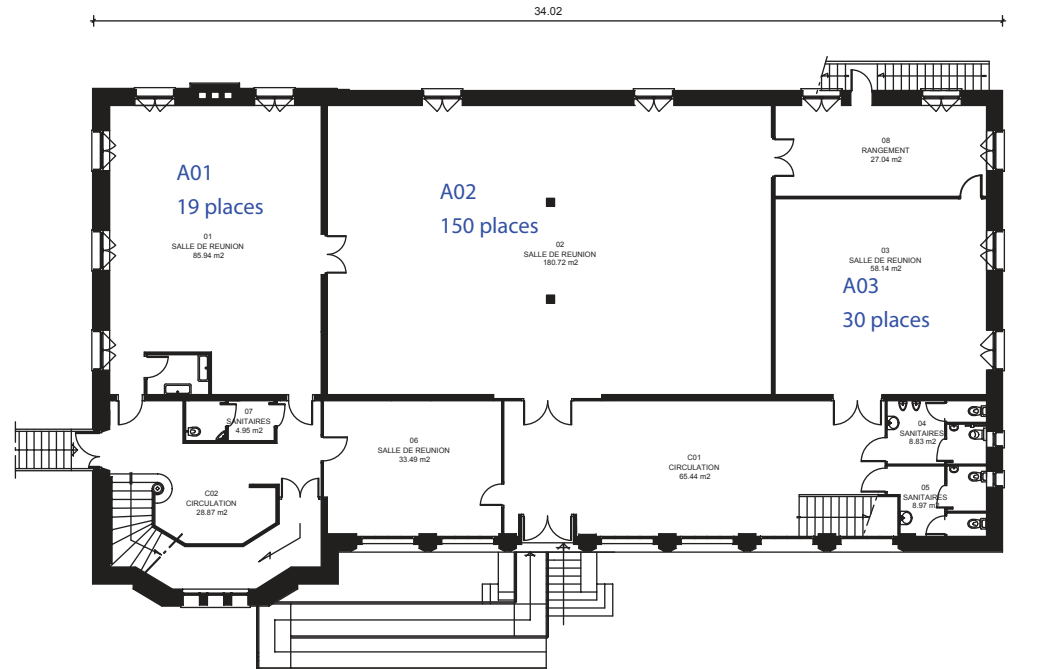 34.02
08
RANGEMENT
27.04 m2
A01
19 places
A02
150 places
01
SALLE DE REUNION
85.94 m2
02
SALLE DE REUNION
180.72 m2
03
SALLE DE REUNION
58.14 m2
A03
30 places
07
SANITAIRES
4.95 m2
06
SALLE DE REUNION
33.49 m2
04
SANITAIRES
8.83 m2
C01
CIRCULATION
65.44 m2
C02
CIRCULATION
28.87 m2
05
SANITAIRES
8.97 m2